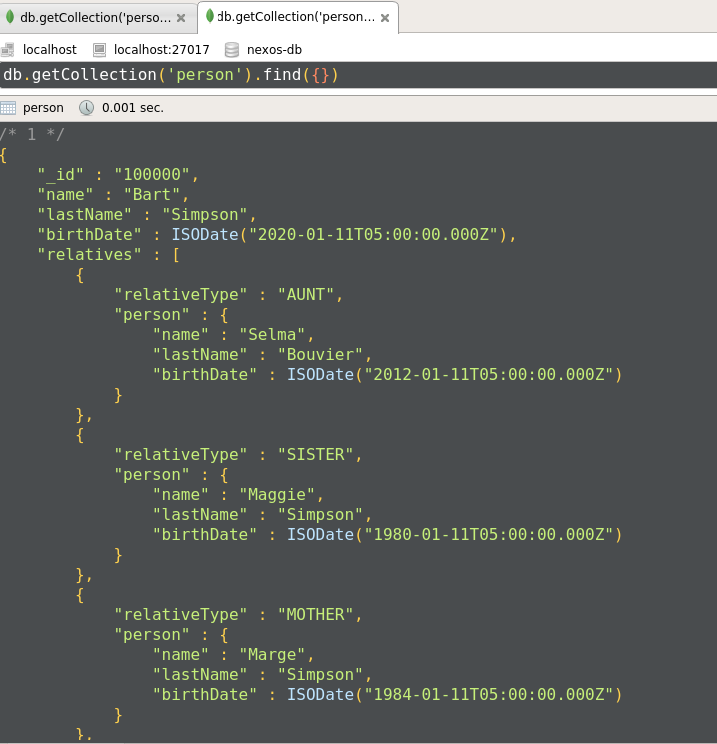 db.getCollection('perso... ×
db.getCollection('person... ×
localhost localhost:27017 nexos-db
db.getCollection('person').find({})
person 0.001 sec.
/* 1 */
{
    "_id" : "100000",
    "name" : "Bart",
    "lastName" : "Simpson",
    "birthDate" : ISODate("2020-01-11T05:00:00.000Z"),
    "relatives" : [
        {
            "relativeType" : "AUNT",
            "person" : {
                "name" : "Selma",
                "lastName" : "Bouvier",
                "birthDate" : ISODate("2012-01-11T05:00:00.000Z")
            }
        },
        {
            "relativeType" : "SISTER",
            "person" : {
                "name" : "Maggie",
                "lastName" : "Simpson",
                "birthDate" : ISODate("1980-01-11T05:00:00.000Z")
            }
        },
        {
            "relativeType" : "MOTHER",
            "person" : {
                "name" : "Marge",
                "lastName" : "Simpson",
                "birthDate" : ISODate("1984-01-11T05:00:00.000Z")
            }
        },